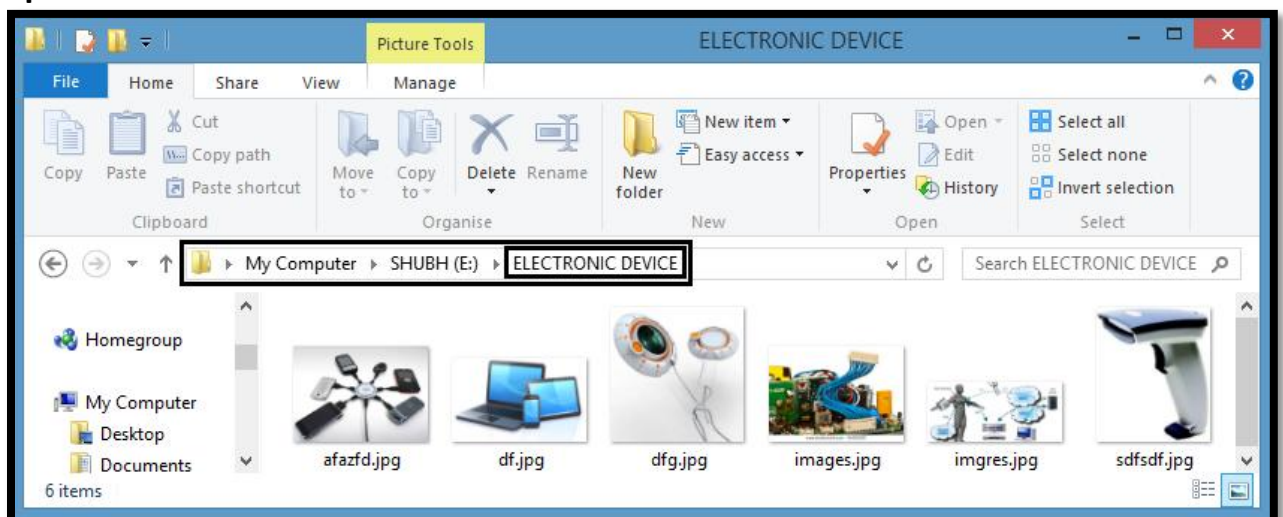 Picture Tools
ELECTRONIC DEVICE
File Home Share View Manage
Copy
Paste
Cut
Copy path
Paste shortcut
Clipboard
Move to
Copy to
Delete
Rename
Organise
New folder
New item
Easy access
New
Properties
Open
Edit
History
Open
Select all
Select none
Invert selection
Select
My Computer SHUBH (E:) ELECTRONIC DEVICE
Search ELECTRONIC DEVICE
Homegroup
My Computer
Desktop
Documents
afazfd.jpg df.jpg dfg.jpg images.jpg imgres.jpg sdfsdf.jpg
6 items